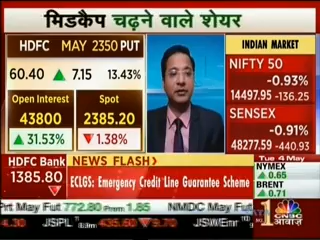 मिडकैप चढ़ने वाले शेयर
HDFC MAY 2350 PUT
60.40 7.15 13.43%
Open Interest Spot
43800 2385.20
31.53% 1.38%
INDIAN MARKET
NIFTY 50
-0.93%
14497.95 -136.25
SENSEX
-0.91%
48277.59 -440.93
HDFC Bank
1385.80
NEWS FLASH
ECLGS: Emergency Credit Line Guarantee Scheme
Tue 4 May
NYMEX
0.65
BRENT
0.71
CNBC
आवाज़
Prt May Fut 772.80 1.85 NMDC May Fut
44.30 JSPL